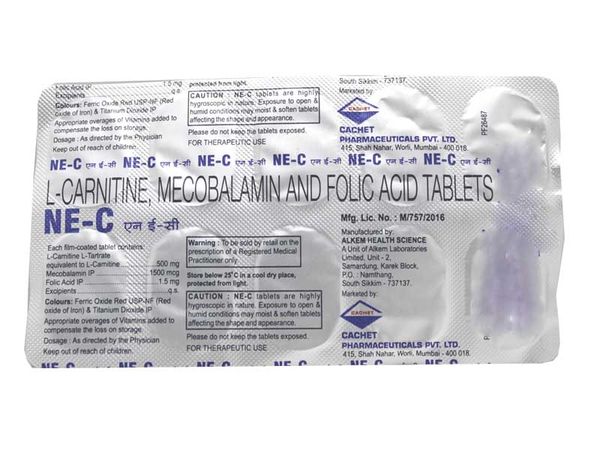 Folic Acid IP 1.5 mg
Excipients q.s.
Colours: Ferric Oxide Red USP-NF (Red
oxide of Iron) & Titanium Dioxide IP
Appropriate overages of Vitamins added to
compensate the loss on storage.
Dosage : As directed by the Physician
Keep out of reach of children.
protected from light.
CAUTION : NE-C tablets are highly
hygroscopic in nature. Exposure to open &
humid conditions may moist & soften tablets
affecting the shape and appearance.
Please do not keep the tablets exposed.
FOR THERAPEUTIC USE
South Sikkim - 737137.
Marketed by:
CACHET
CACHET
PHARMACEUTICALS PVT. LTD.
415, Shah Nahar, Worli, Mumbai - 400 018.
PF26487
NE-C एन ई-सी NE-C एन ई-सी NE-C एन ई-सी NE-C एन ई-सी NE-C एन ई-सी NE-C एन ई-सी
L-CARNITINE, MECOBALAMIN AND FOLIC ACID TABLETS
NE-C एन ई-सी
Each film-coated tablet contains:
L-Carnitine L-Tartrate
equivalent to L-Carnitine ..... 500 mg
Mecobalamin IP 1500 mcg
Folic Acid IP 1.5 mg
Excipients q.s.
Colours: Ferric Oxide Red USP-NF (Red
oxide of Iron) & Titanium Dioxide IP
Appropriate overages of Vitamins added to
compensate the loss on storage.
Dosage : As directed by the Physician
Keep out of reach of children.
Warning : To be sold by retail on the
prescription of a Registered Medical
Practitioner only.
Store below 25°C in a cool dry place,
protected from light.
CAUTION : NE-C tablets are highly
hygroscopic in nature. Exposure to open &
humid conditions may moist & soften tablets
affecting the shape and appearance.
Please do not keep the tablets exposed.
FOR THERAPEUTIC USE
Mfg. Lic. No. : M/757/2016
Manufactured by:
ALKEM HEALTH SCIENCE
A Unit of Alkem Laboratories
Limited, Unit - 2,
Samardung, Karek Block,
P.O. : Namthang,
South Sikkim - 737137.
Marketed by:
CACHET
CACHET
PHARMACEUTICALS PVT. LTD.
415, Shah Nahar, Worli, Mumbai - 400 018.
NE-C एन ई-सी NE-C एन ई-सी NE-C NE-C NE-C